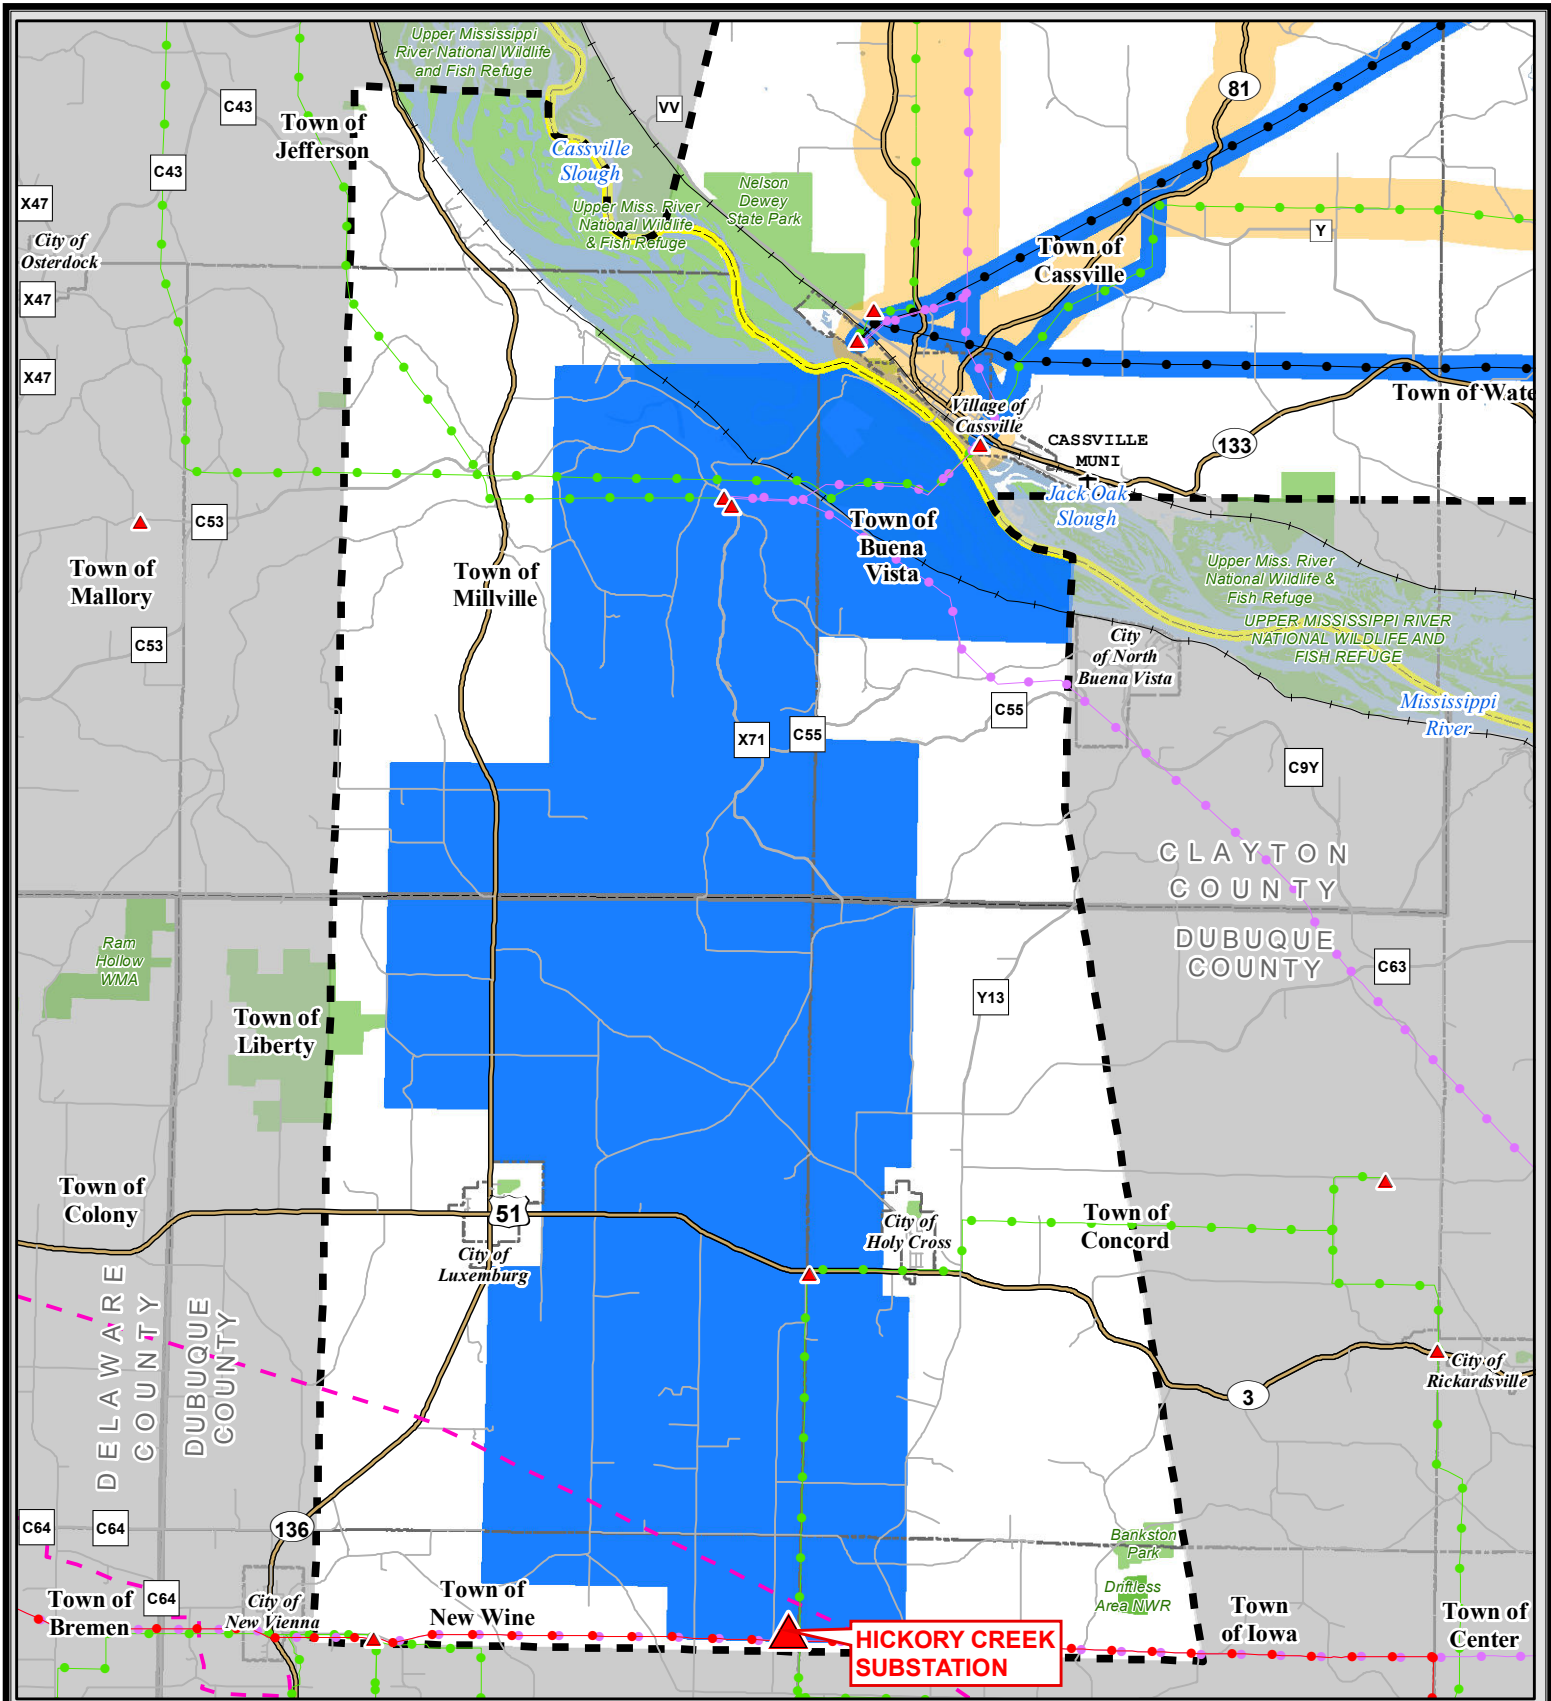 Upper Mississippi
River National Wildlife
and Fish Refuge
81
C43
VV
Town of
Jefferson
Cassville
Slough
C43
Nelson
Dewey
State Park
X47
Upper Miss. River
National Wildlife
& Fish Refuge
Y
City of
Osterdock
Town of
Cassville
X47
X47
Town of Wate
Village of
Cassville
CASSVILLE
MUNI
133
Jack Oak
Slough
C53
Town of
Buena
Vista
Town of
Mallory
Town of
Millville
Upper Miss. River
National Wildlife &
Fish Refuge
UPPER MISSISSIPPI RIVER
NATIONAL WILDLIFE AND
FISH REFUGE
C53
City
of North
Buena Vista
Mississippi
River
C55
X71
C55
C9Y
CLAYTON
COUNTY
DUBUQUE
COUNTY
Ram
Hollow
WMA
C63
Y13
Town of
Liberty
Town of
Colony
51
City of
Holy Cross
Town of
Concord
City of
Luxemburg
DELAWARE
COUNTY
DUBUQUE
COUNTY
City of
Rickardsville
3
C64
C64
136
Bankston
Park
Driftless
Area NWR
Town of
Bremen
C64
City of
New Vienna
Town of
New Wine
HICKORY CREEK
SUBSTATION
Town
of Iowa
Town of
Center